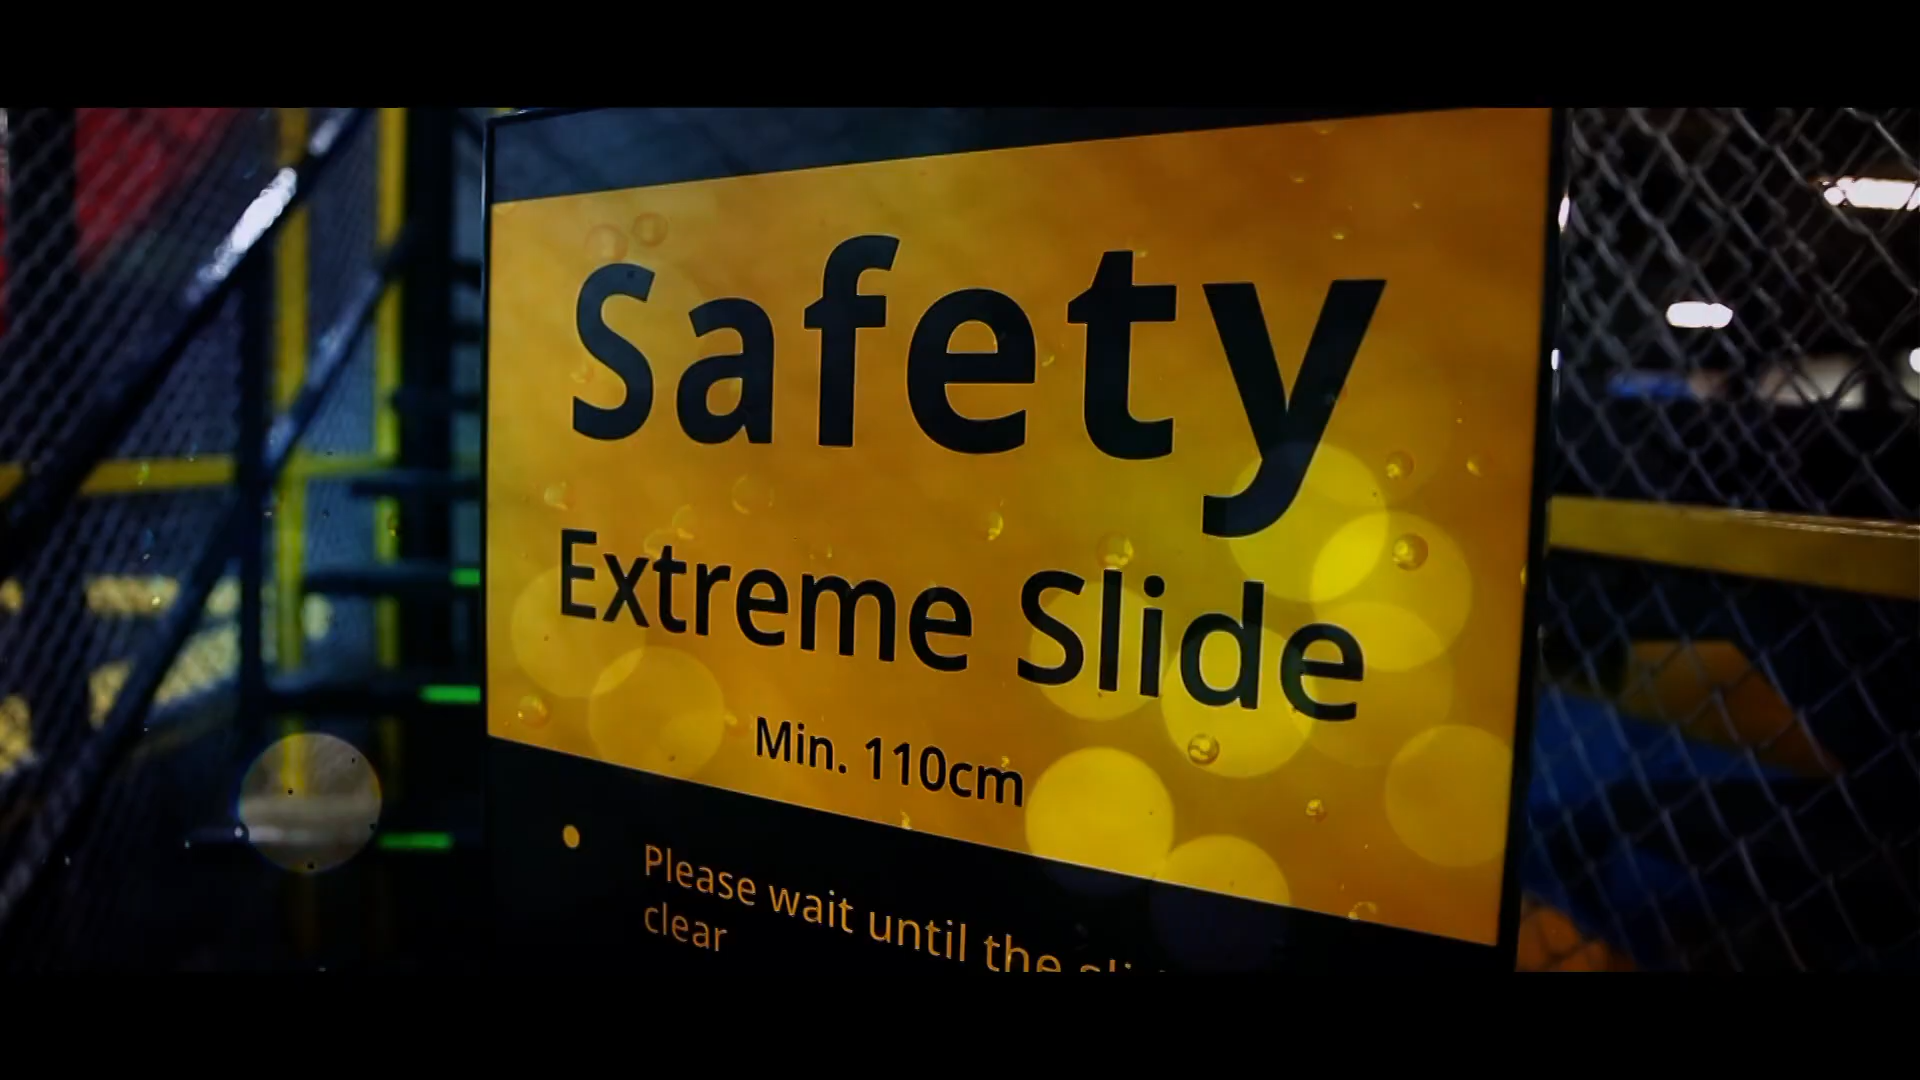 Safety
Extreme Slide
Min. 110cm
Please wait until the
clear